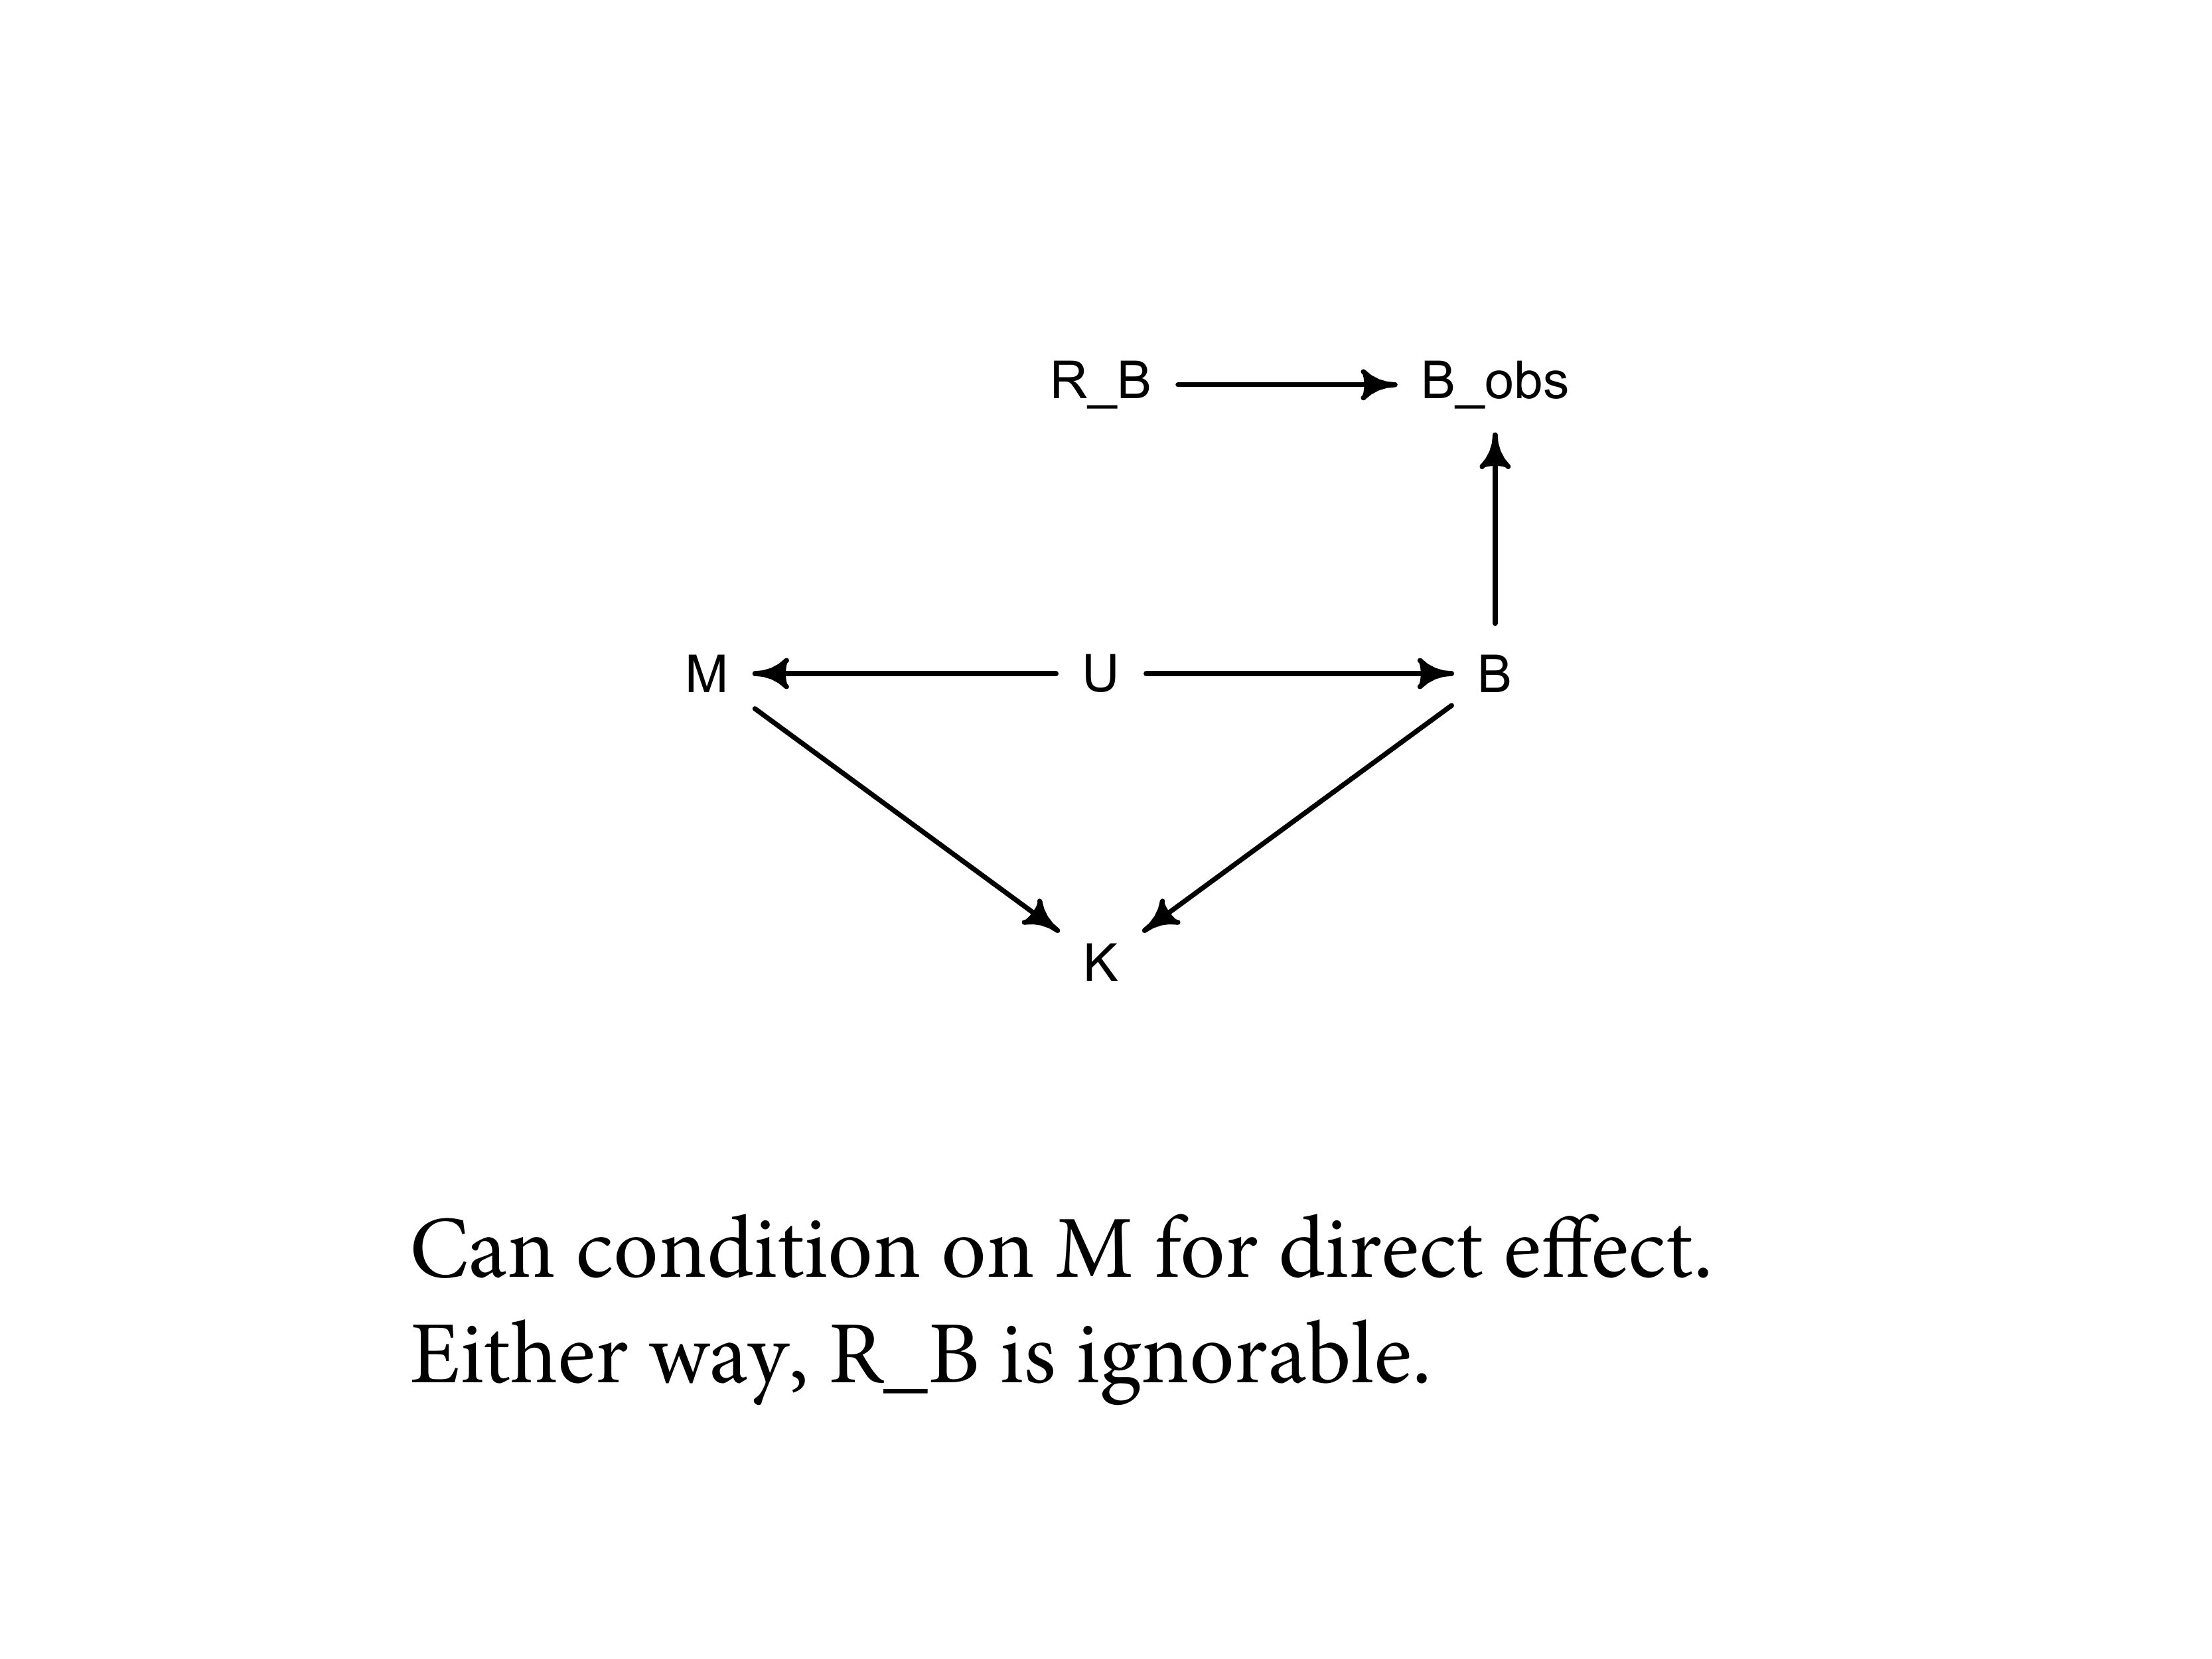 R_B B_obs
M U B
K
Can condition on M for direct effect.
Either way, R_B is ignorable.